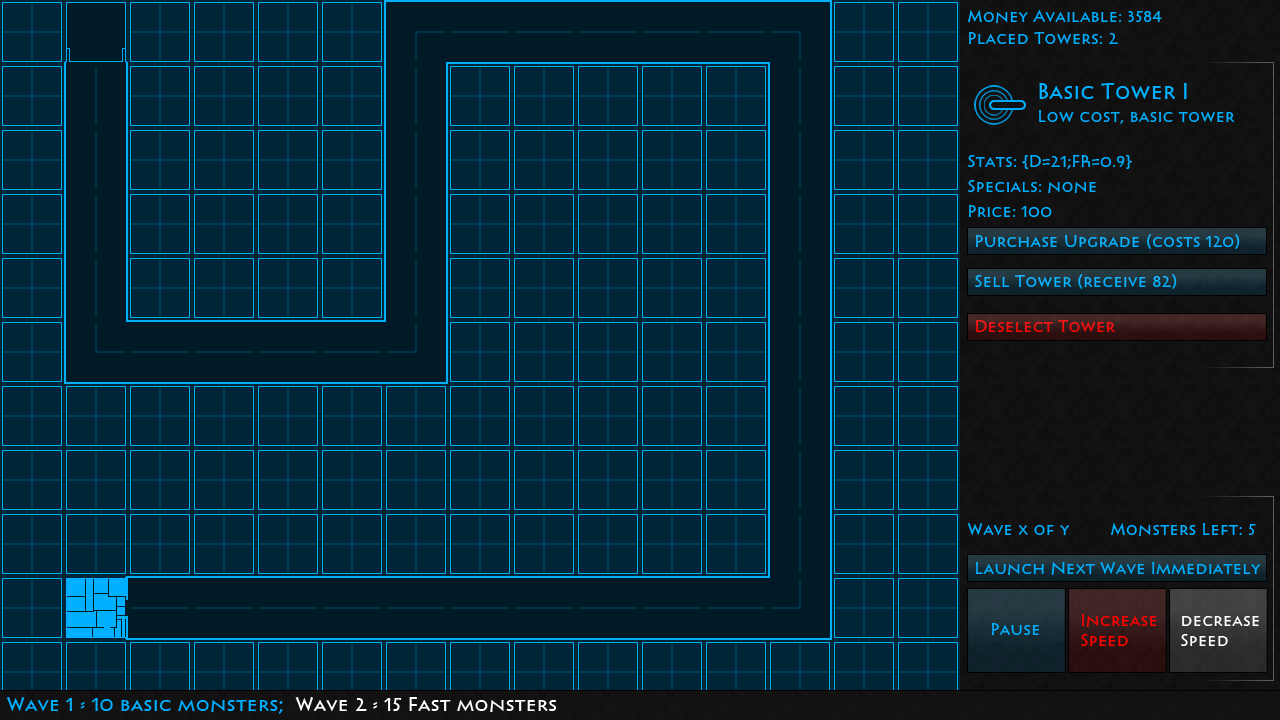 Money Available: 3584
Placed Towers: 2
Basic Tower I
Low cost, basic tower
Stats: {D=21;FR=0.9}
Specials: none
Price: 100
Purchase Upgrade (costs 120)
Sell Tower (receive 82)
Deselect Tower
Wave x of y Monsters Left: 5
Launch Next Wave Immediately
Pause
Increase
Speed
decrease
Speed
Wave 1 : 10 basic monsters; Wave 2 : 15 Fast monsters